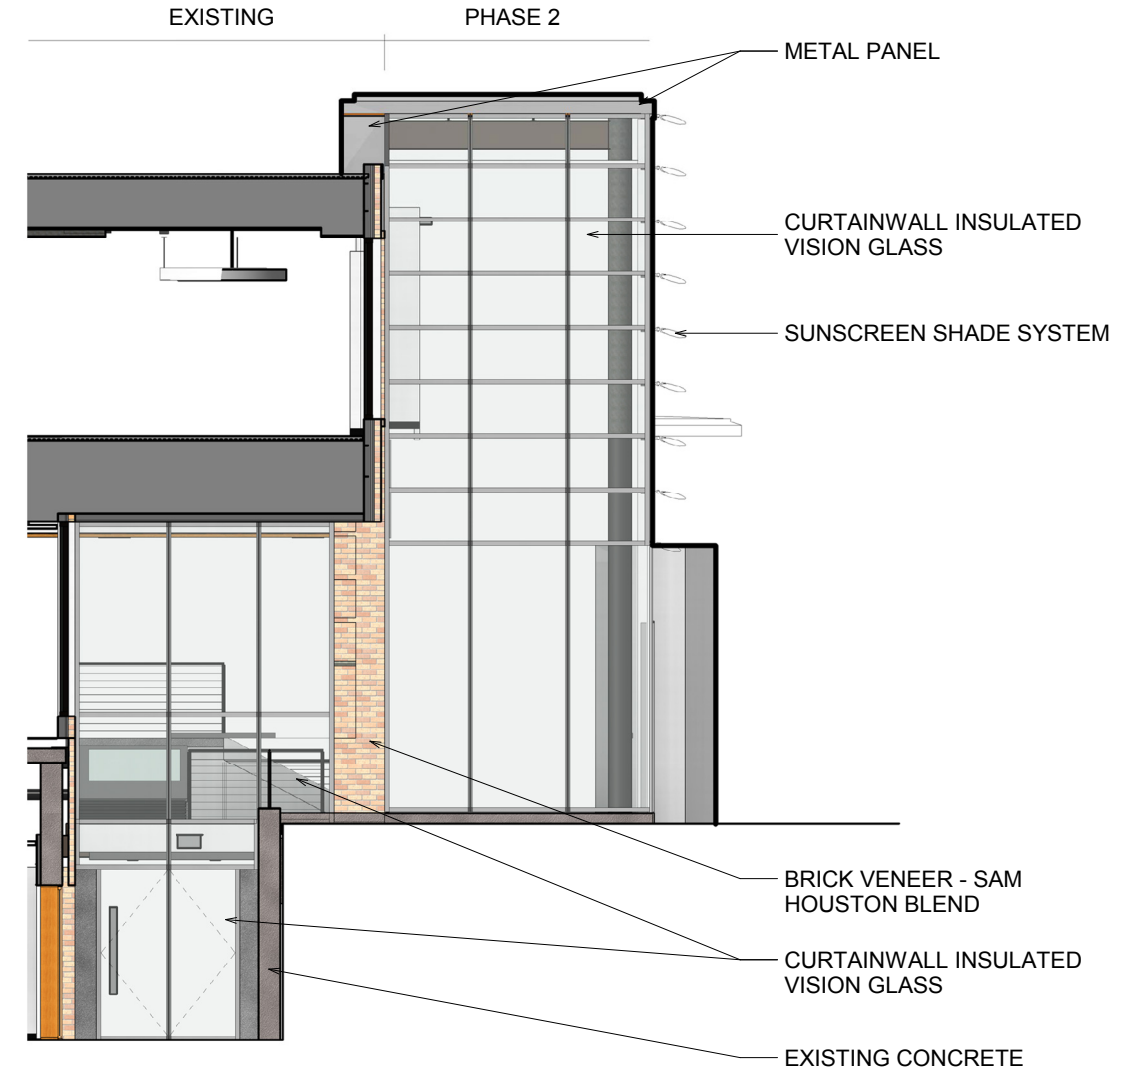 EXISTING
PHASE 2
METAL PANEL
CURTAINWALL INSULATED
VISION GLASS
SUNSCREEN SHADE SYSTEM
BRICK VENEER - SAM
HOUSTON BLEND
CURTAINWALL INSULATED
VISION GLASS
EXISTING CONCRETE